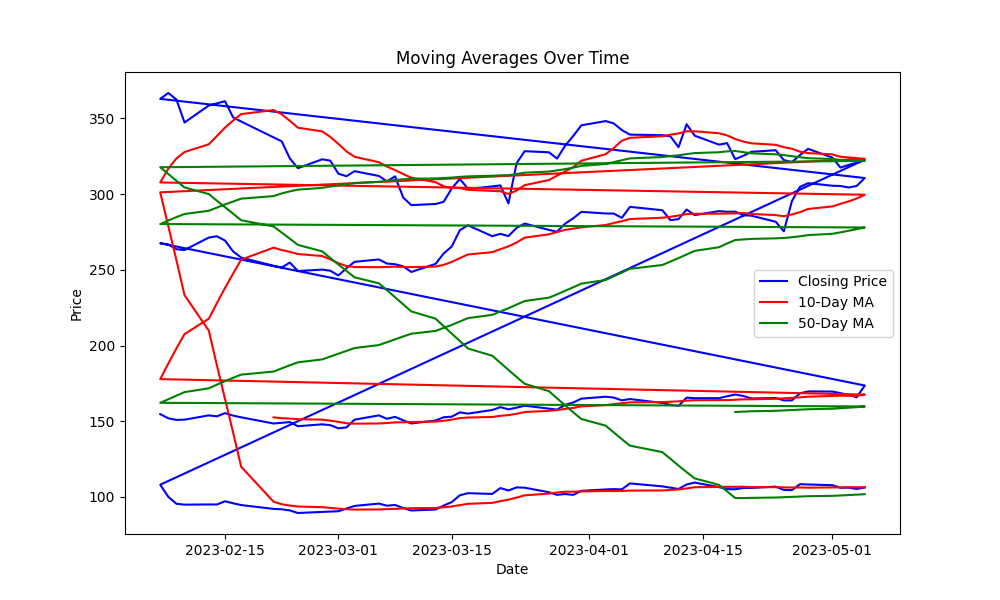 Moving Averages Over Time
Price
350
300
250
200
150
100
Closing Price
10-Day MA
50-Day MA
2023-02-15
2023-03-01
2023-03-15
2023-04-01
2023-04-15
2023-05-01
Date